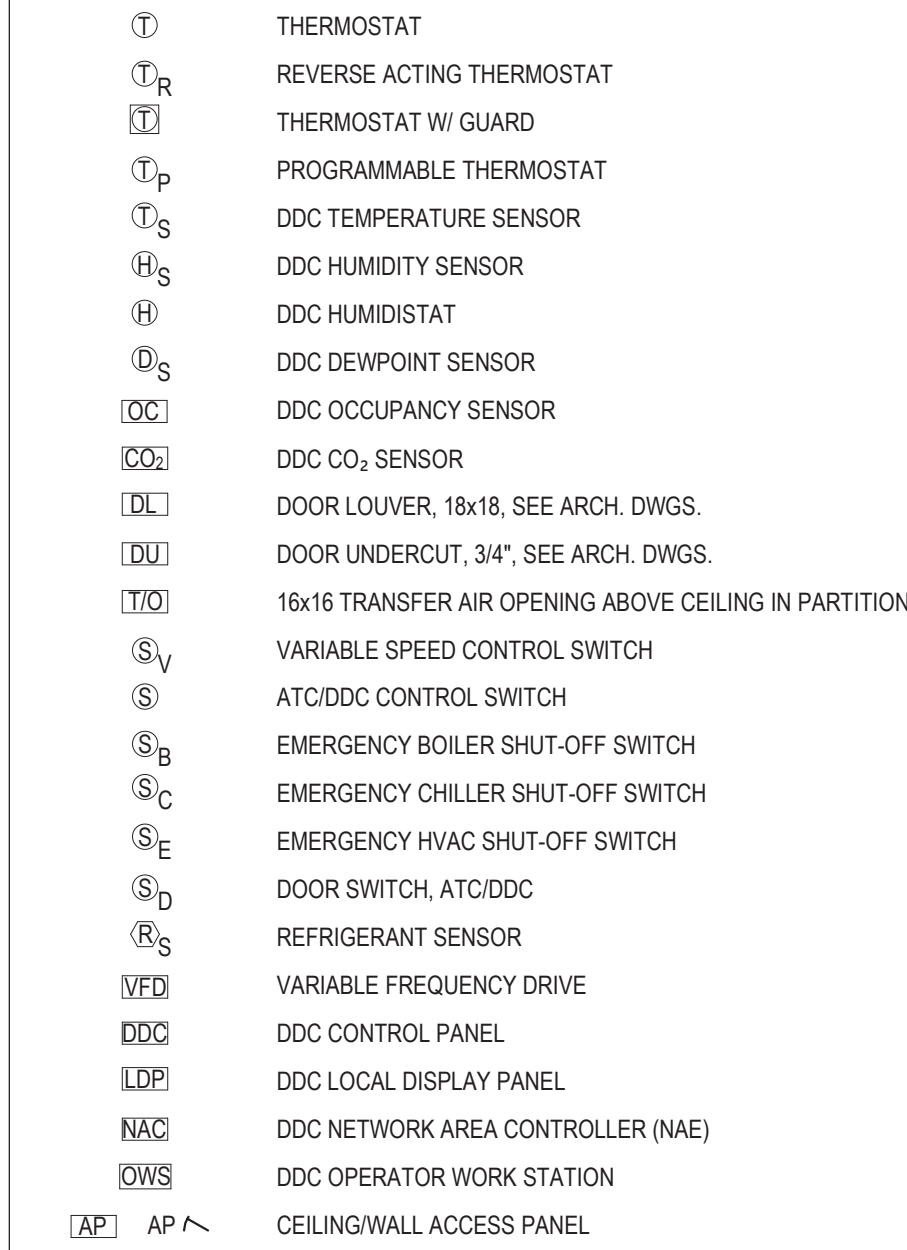 T THERMOSTAT
T R REVERSE ACTING THERMOSTAT
T THERMOSTAT W/ GUARD
T P PROGRAMMABLE THERMOSTAT
T S DDC TEMPERATURE SENSOR
H S DDC HUMIDITY SENSOR
H DDC HUMIDISTAT
D S DDC DEWPOINT SENSOR
OC DDC OCCUPANCY SENSOR
CO₂ DDC CO₂ SENSOR
DL DOOR LOUVER, 18x18, SEE ARCH. DWGS.
DU DOOR UNDERCUT, 3/4", SEE ARCH. DWGS.
T/O 16x16 TRANSFER AIR OPENING ABOVE CEILING IN PARTITION
S V VARIABLE SPEED CONTROL SWITCH
S ATC/DDC CONTROL SWITCH
S B EMERGENCY BOILER SHUT-OFF SWITCH
S C EMERGENCY CHILLER SHUT-OFF SWITCH
S E EMERGENCY HVAC SHUT-OFF SWITCH
S D DOOR SWITCH, ATC/DDC
R S REFRIGERANT SENSOR
VFD VARIABLE FREQUENCY DRIVE
DDC DDC CONTROL PANEL
LDP DDC LOCAL DISPLAY PANEL
NAC DDC NETWORK AREA CONTROLLER (NAE)
OWS DDC OPERATOR WORK STATION
AP AP CEILING/WALL ACCESS PANEL